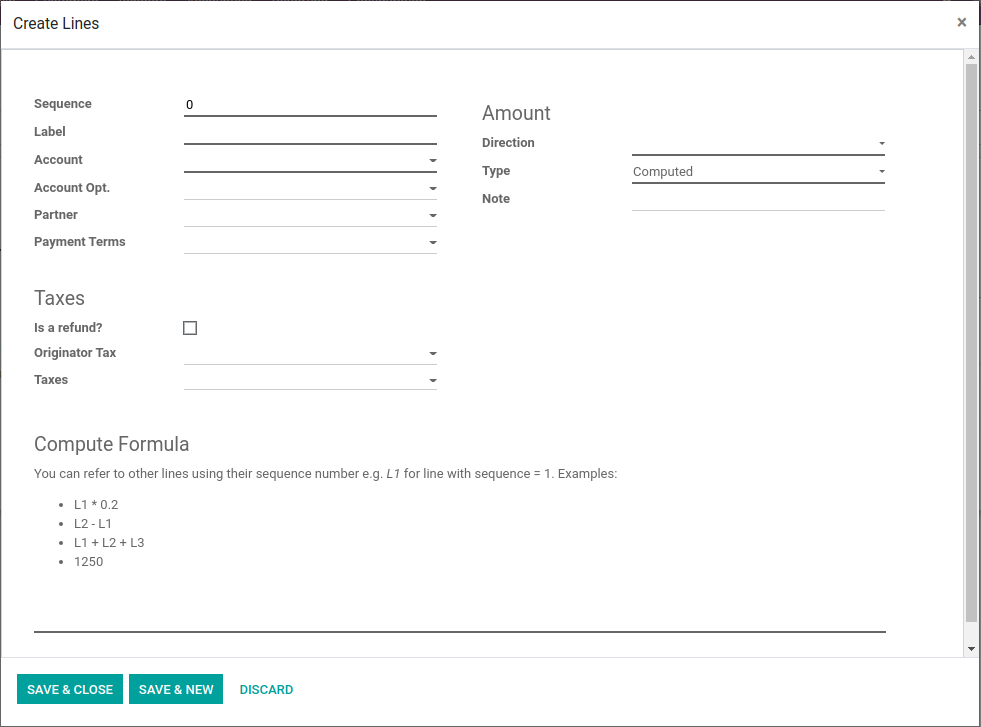 Create Lines
×
Sequence 0
Label
Account
Account Opt.
Partner
Payment Terms
Amount
Direction
Type Computed
Note
Taxes
Is a refund?
Originator Tax
Taxes
Compute Formula
You can refer to other lines using their sequence number e.g. L1 for line with sequence = 1. Examples:
• L1 * 0.2
• L2 - L1
• L1 + L2 + L3
• 1250
SAVE & CLOSE SAVE & NEW DISCARD